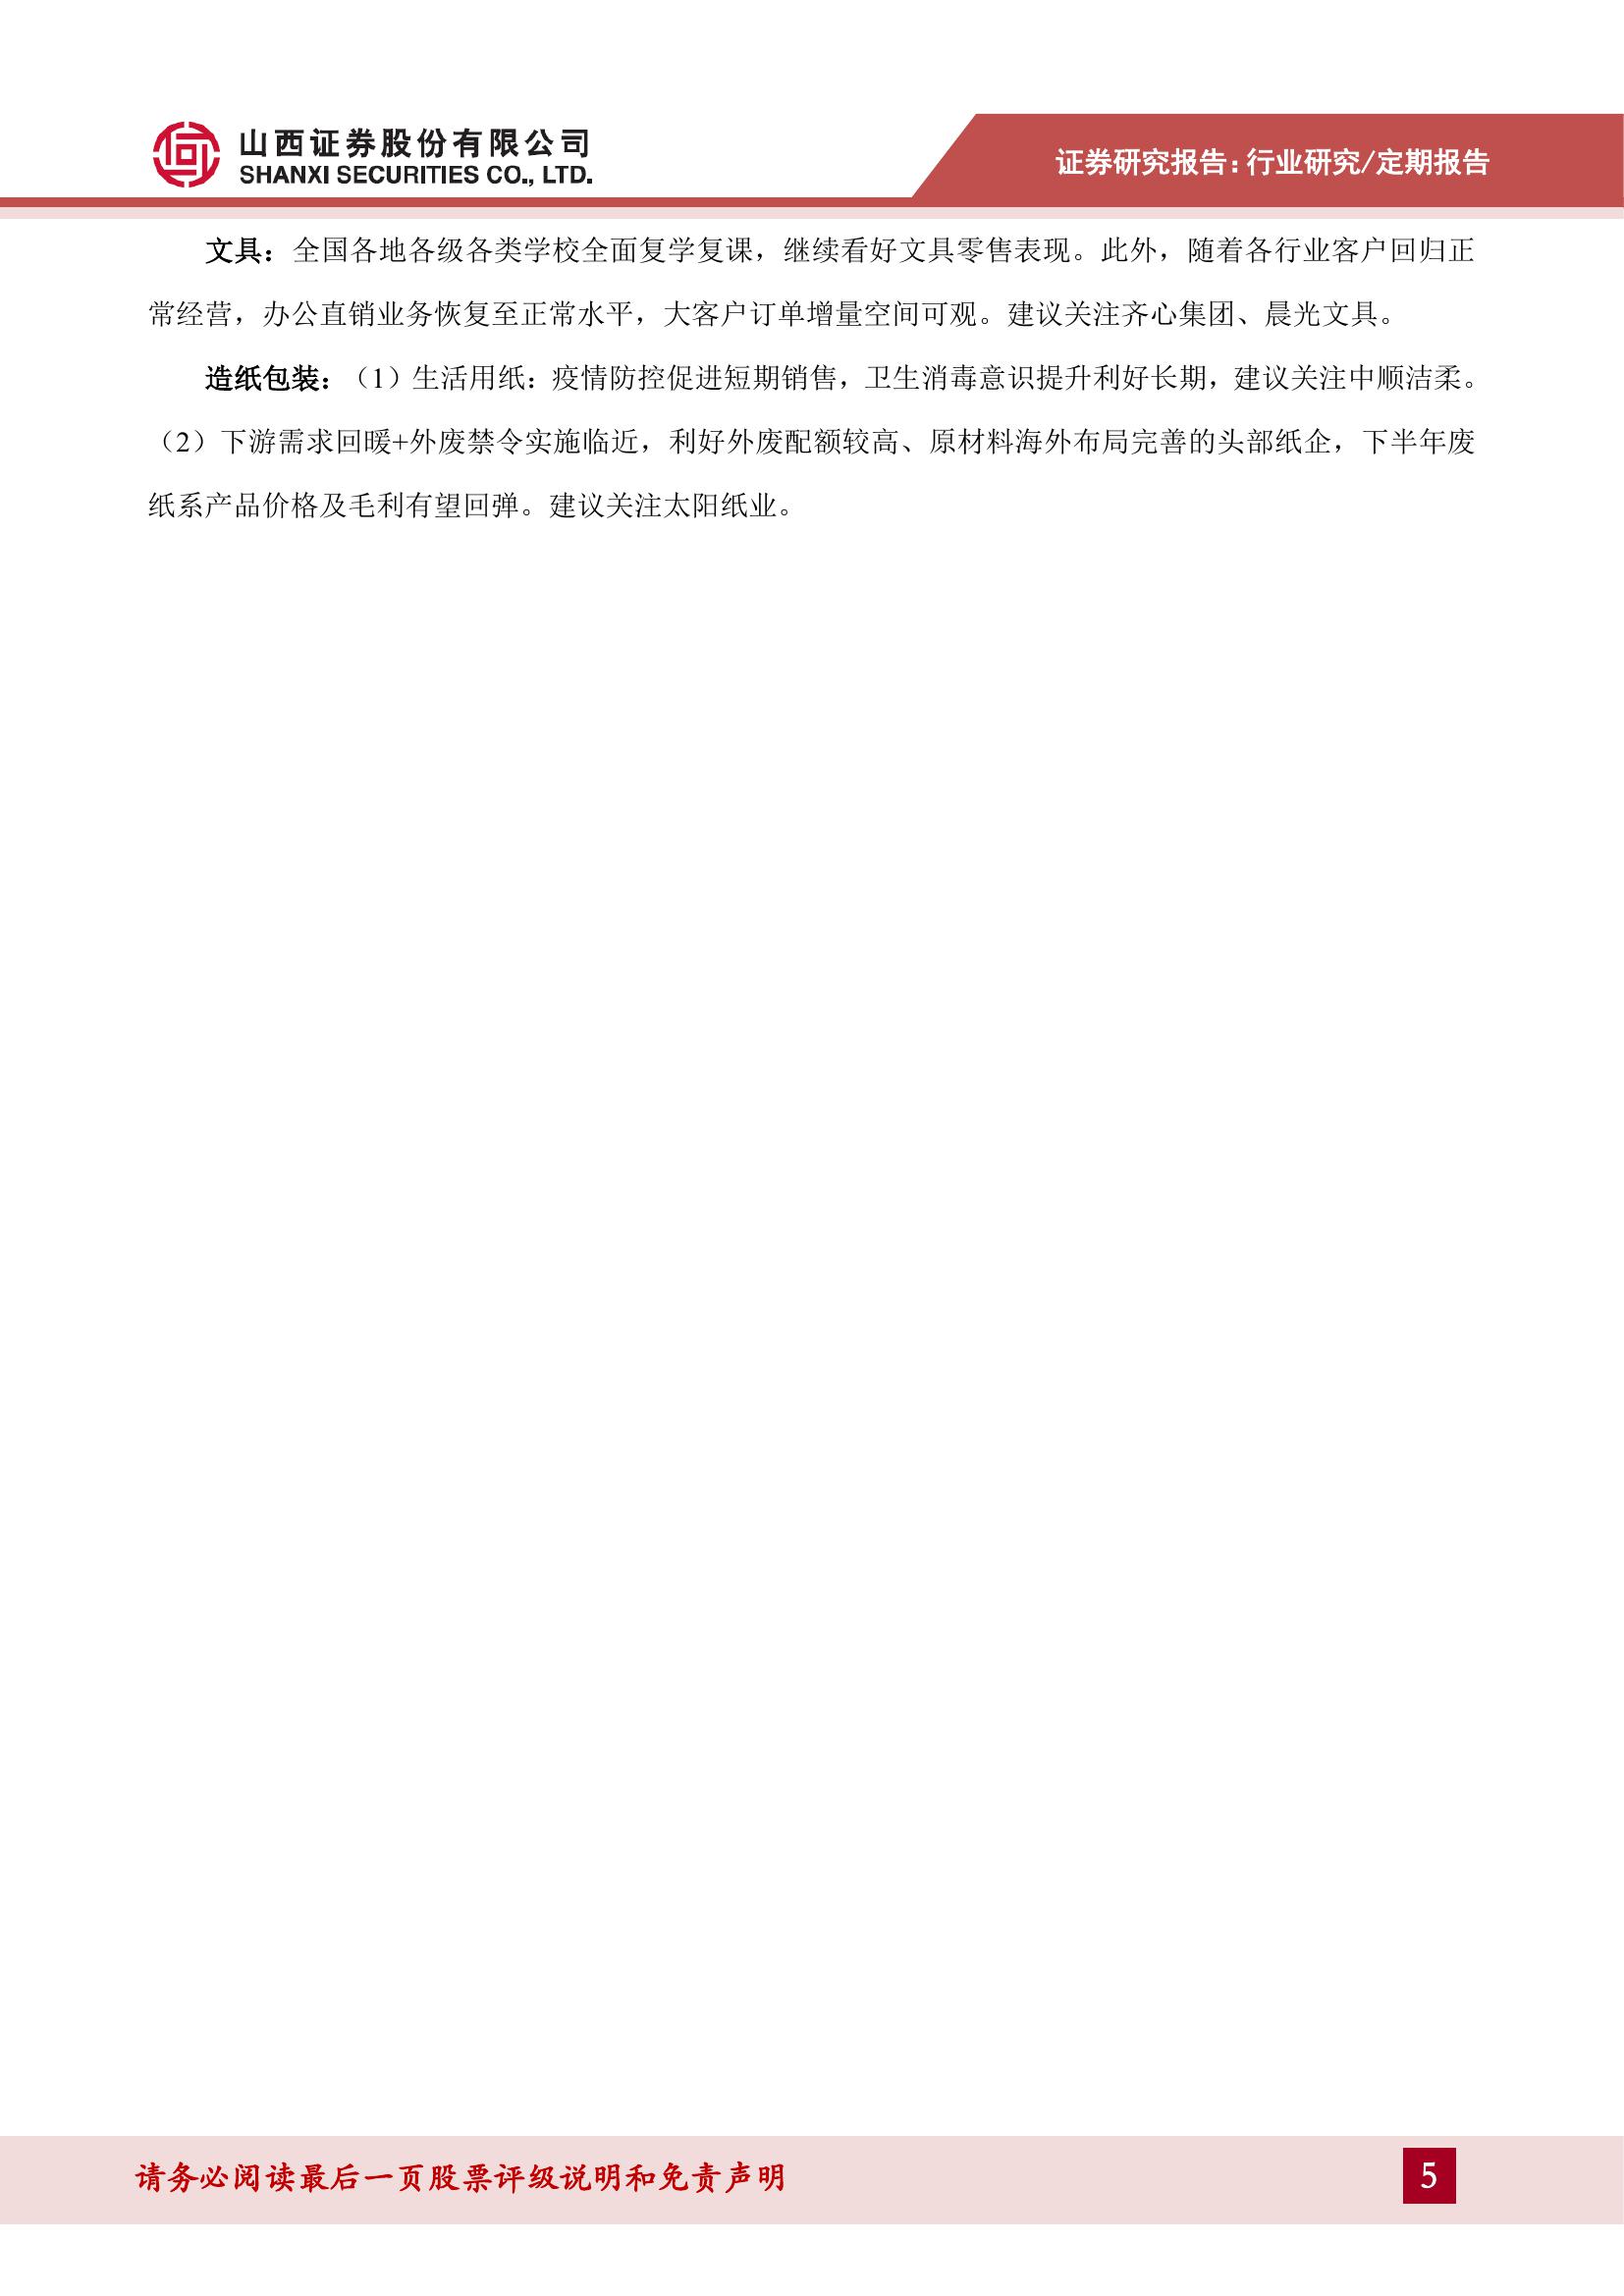 山西证券股份有限公司
SHANXI SECURITIES CO., LTD.
证券研究报告：行业研究/定期报告
文具：全国各地各级各类学校全面复学复课，继续看好文具零售表现。此外，随着各行业客户回归正
常经营，办公直销业务恢复至正常水平，大客户订单增量空间可观。建议关注齐心集团、晨光文具。
造纸包装：（1）生活用纸：疫情防控促进短期销售，卫生消毒意识提升利好长期，建议关注中顺洁柔。
（2）下游需求回暖+外废禁令实施临近，利好外废配额较高、原材料海外布局完善的头部纸企，下半年废
纸系产品价格及毛利有望回弹。建议关注太阳纸业。
请务必阅读最后一页股票评级说明和免责声明
5